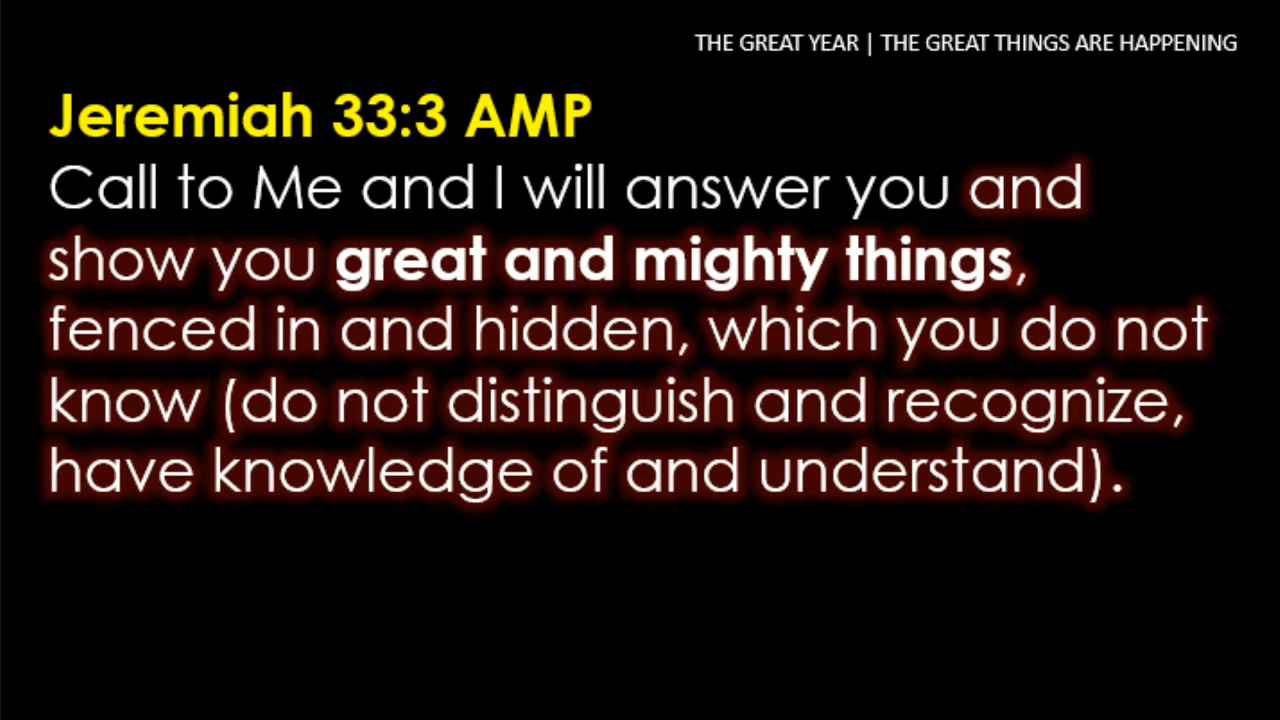 THE GREAT YEAR | THE GREAT THINGS ARE HAPPENING
Jeremiah 33:3 AMP
Call to Me and I will answer you and
show you great and mighty things,
fenced in and hidden, which you do not
know (do not distinguish and recognize,
have knowledge of and understand).